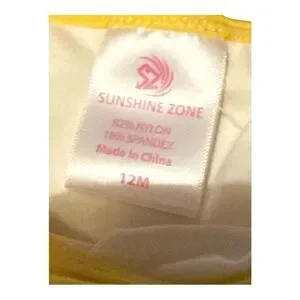 SUNSHINE ZONE
82% NYLON
18% SPANDEX
Made in China
12M